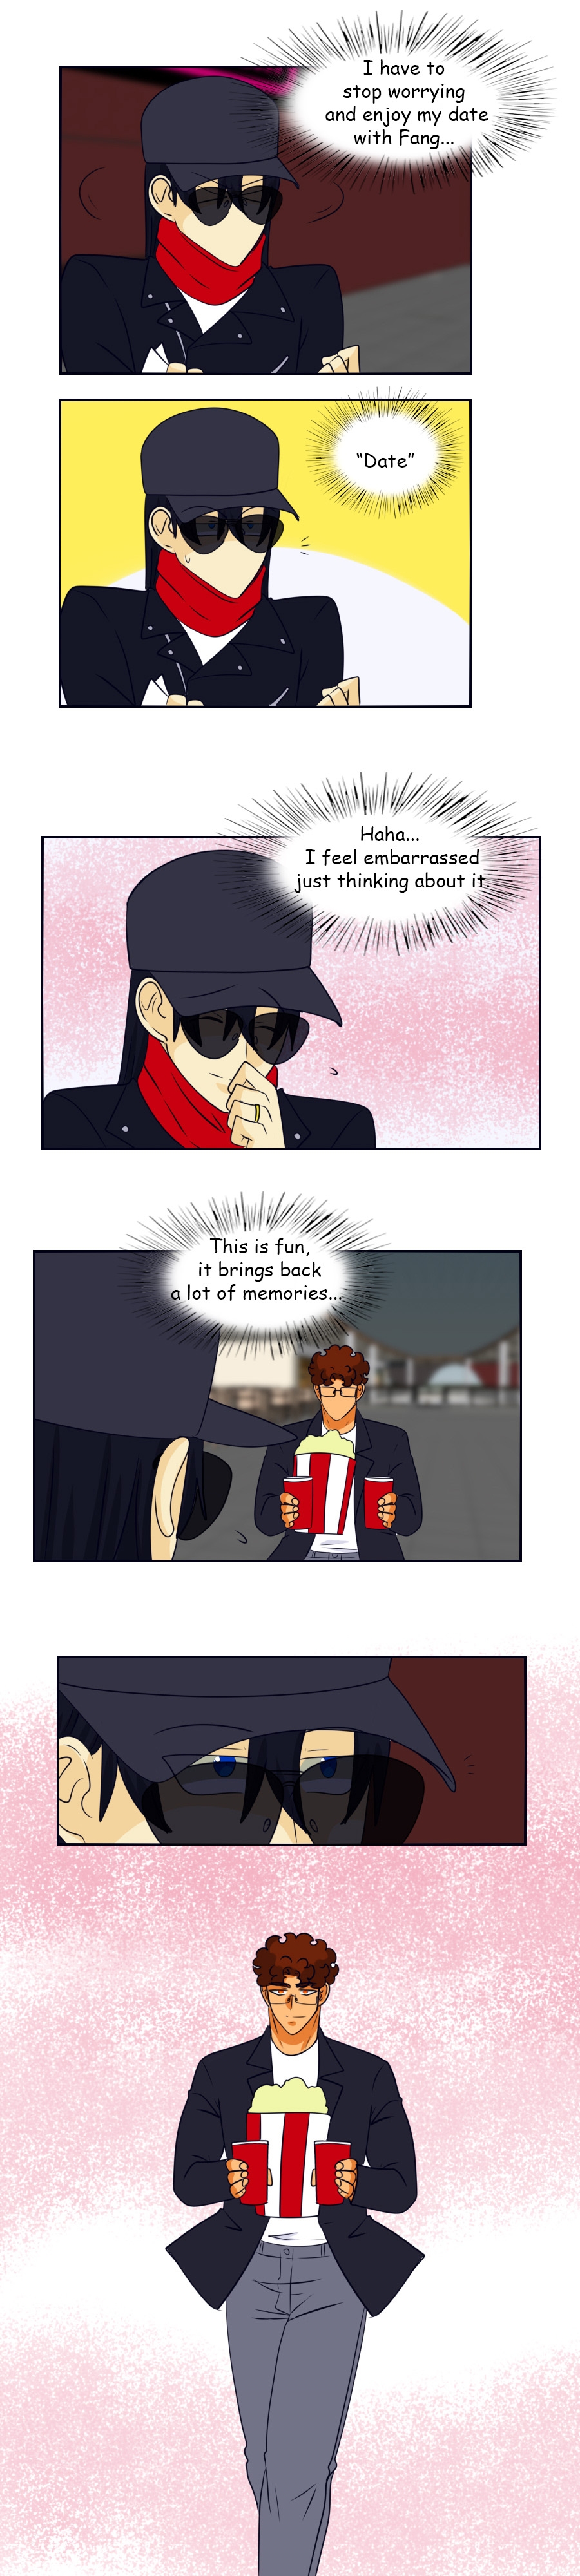 I have to
stop worrying
and enjoy my date
with Fang...
“Date”
Haha...
I feel embarrassed
just thinking about it.
This is fun,
it brings back
a lot of memories...